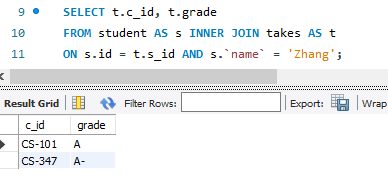 9 SELECT t.c_id, t.grade
10 FROM student AS s INNER JOIN takes AS t
11 ON s.id = t.s_id AND s.`name` = 'Zhang';
Result Grid Filter Rows: Export: Wrap
c_id grade
CS-101 A
CS-347 A-